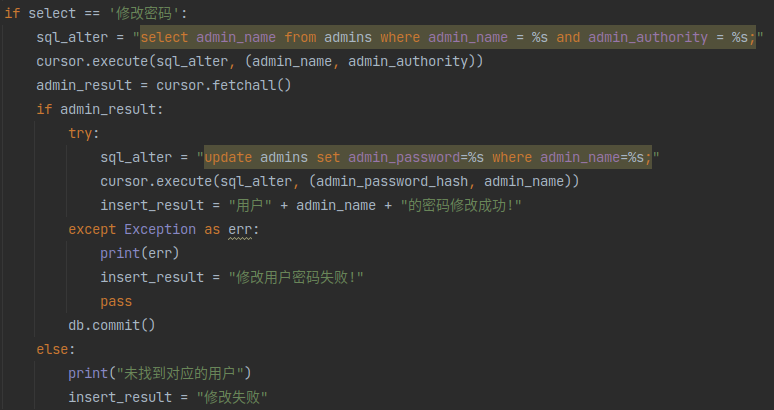 if select == '修改密码':
sql_alter = "select admin_name from admins where admin_name = %s and admin_authority = %s;"
cursor.execute(sql_alter, (admin_name, admin_authority))
admin_result = cursor.fetchall()
if admin_result:
try:
sql_alter = "update admins set admin_password=%s where admin_name=%s;"
cursor.execute(sql_alter, (admin_password_hash, admin_name))
insert_result = "用户" + admin_name + "的密码修改成功!"
except Exception as err:
print(err)
insert_result = "修改用户密码失败!"
pass
db.commit()
else:
print("未找到对应的用户")
insert_result = "修改失败"